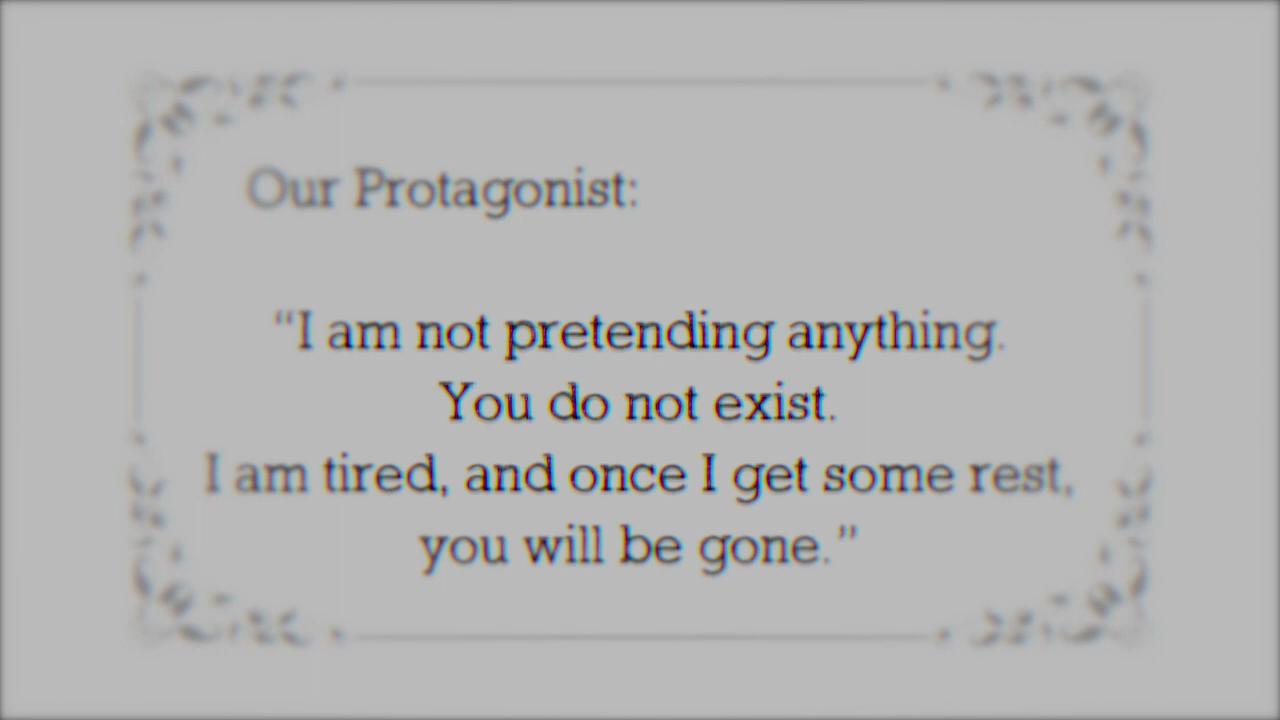 Our Protagonist:
“I am not pretending anything.
You do not exist.
I am tired, and once I get some rest,
you will be gone.”